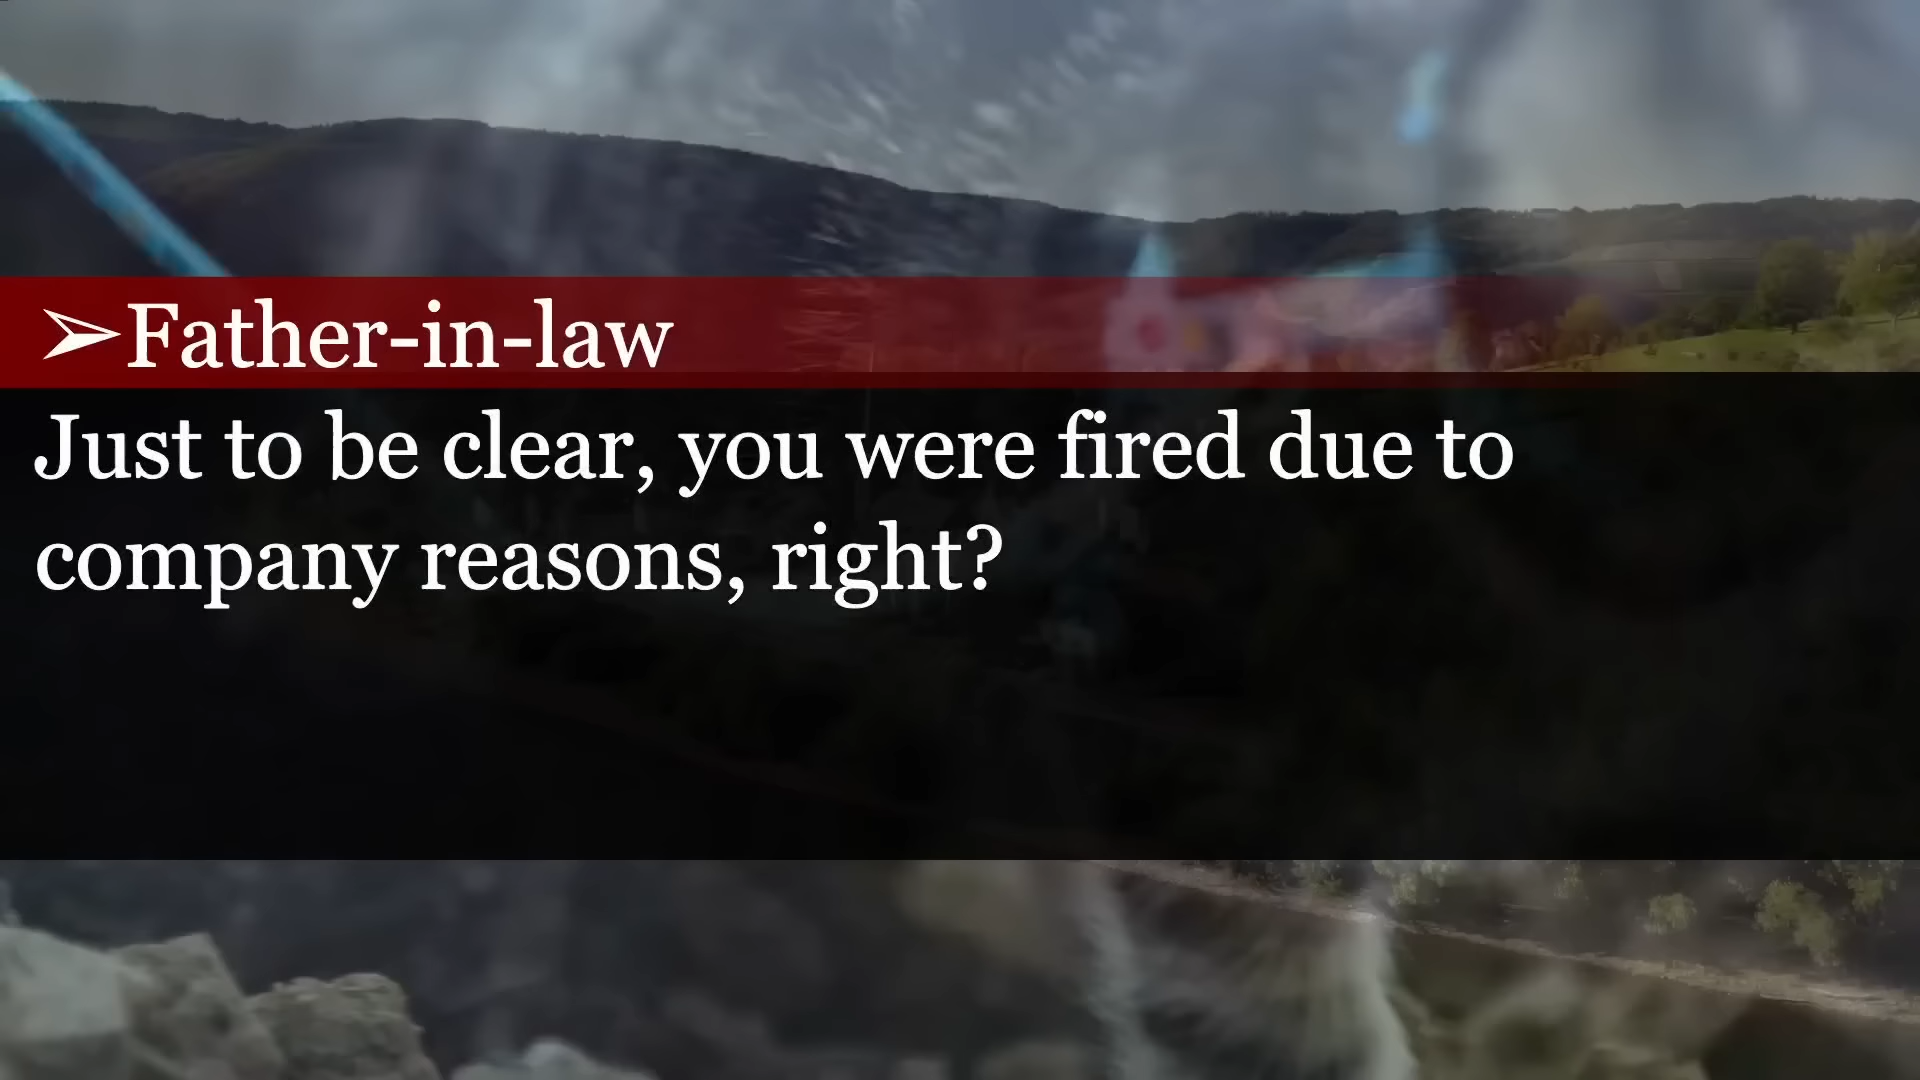 ➢Father-in-law
Just to be clear, you were fired due to
company reasons, right?